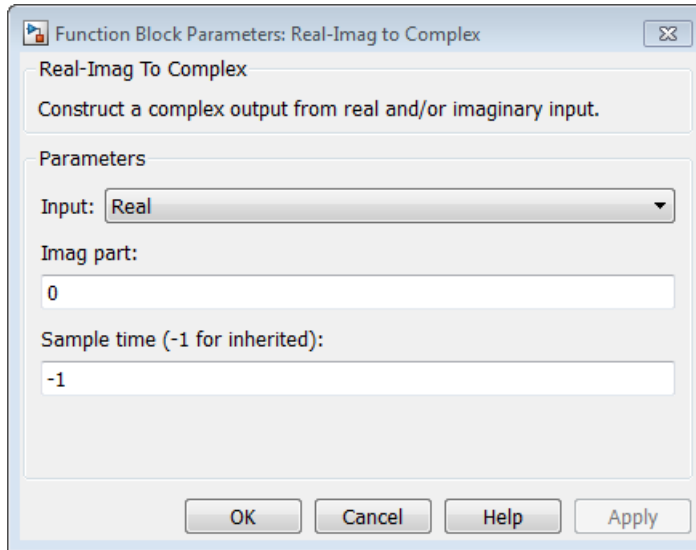 Function Block Parameters: Real-Imag to Complex
Real-Imag To Complex
Construct a complex output from real and/or imaginary input.
Parameters
Input: Real
Imag part:
0
Sample time (-1 for inherited):
-1
OK Cancel Help Apply